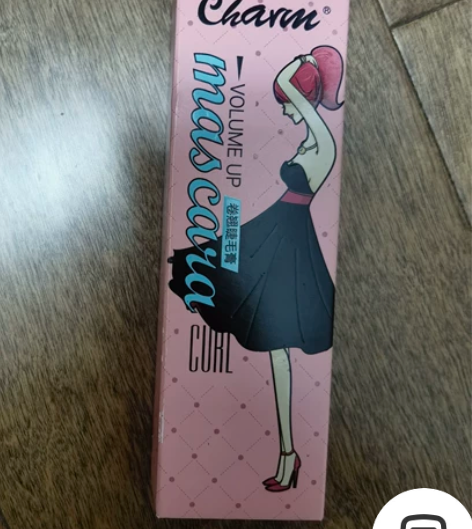 Charm®
VOLUME UP
mascara
卷翘睫毛膏
CURL